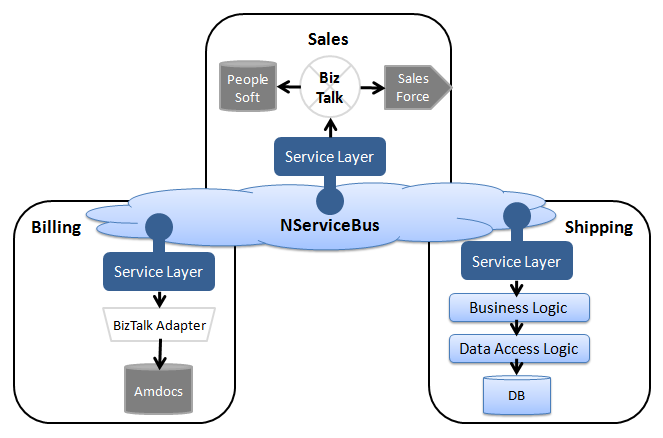 Sales
People
Soft
Biz
Talk
Sales
Force
Service Layer
NServiceBus
Billing
Service Layer
BizTalk Adapter
Amdocs
Shipping
Service Layer
Business Logic
Data Access Logic
DB